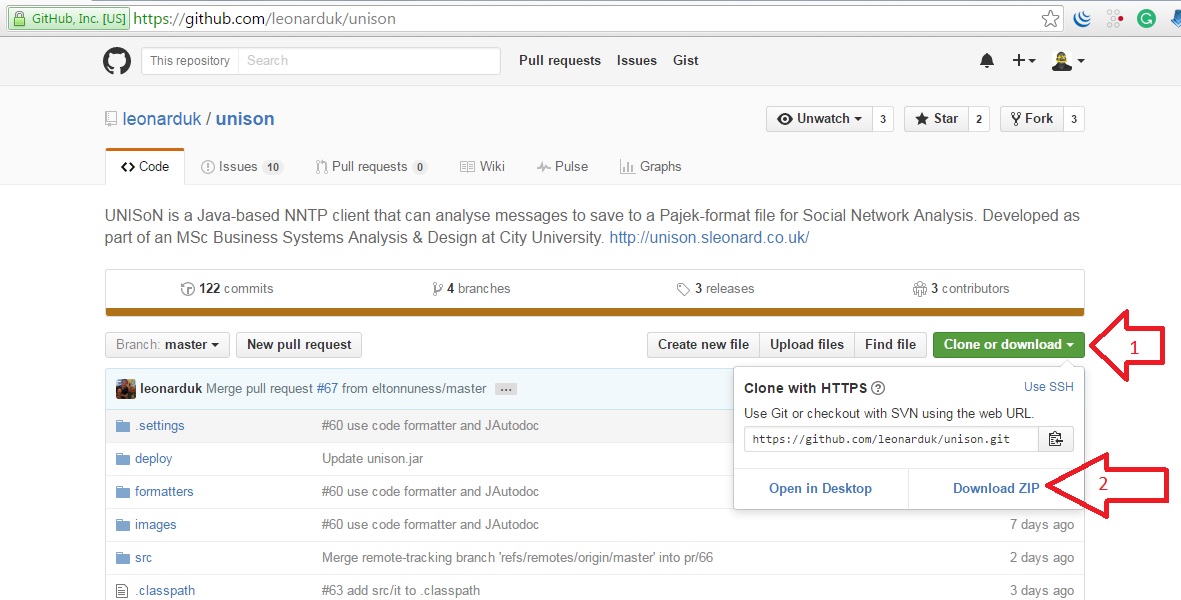 GitHub, Inc. [US] https://github.com/leonarduk/unison
This repository Search Pull requests Issues Gist
leonarduk / unison
Unwatch 3 Star 2 Fork 3
Code Issues 10 Pull requests 0 Wiki Pulse Graphs
UNISoN is a Java-based NNTP client that can analyse messages to save to a Pajek-format file for Social Network Analysis. Developed as
part of an MSc Business Systems Analysis & Design at City University. http://unison.sleonard.co.uk/
122 commits 4 branches 3 releases 3 contributors
Branch: master New pull request Create new file Upload files Find file Clone or download
1
leonarduk Merge pull request #67 from eltonnuness/master ...
Clone with HTTPS ? Use SSH
Use Git or checkout with SVN using the web URL.
https://github.com/leonarduk/unison.git
Open in Desktop Download ZIP
2
.settings #60 use code formatter and JAutodoc
deploy Update unison.jar
formatters #60 use code formatter and JAutodoc
images #60 use code formatter and JAutodoc 7 days ago
src Merge remote-tracking branch 'refs/remotes/origin/master' into pr/66 2 days ago
.classpath #63 add src/it to .classpath 3 days ago